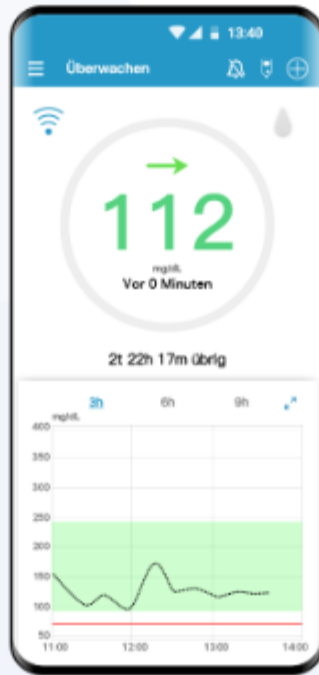 13:40
Überwachen
112
mg/dL
Vor 0 Minuten
2t 22h 17m übrig
3h 6h 9h
mg/dL
400
350
300
250
200
150
100
50
11:00 12:00 13:00 14:00